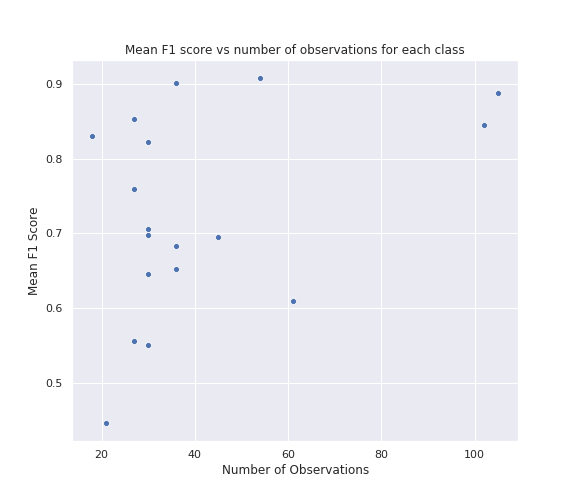 Mean F1 score vs number of observations for each class
0.9
0.8
0.7
0.6
0.5
Mean F1 Score
20 40 60 80 100
Number of Observations